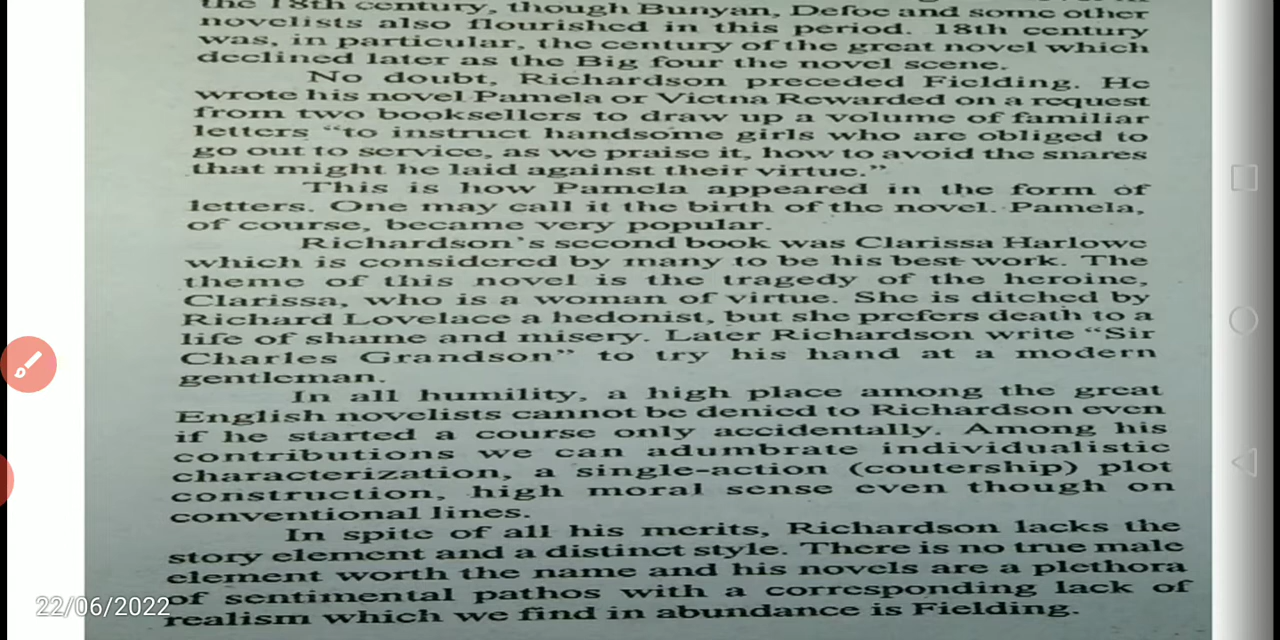 the 18th century, though Bunyan, Defoe and some other
novelists also flourished in this period. 18th century
was, in particular, the century of the great novel which
declined later as the Big four the novel scene.
No doubt, Richardson preceded Fielding. He
wrote his novel Pamela or Victna Rewarded on a request
from two booksellers to draw up a volume of familiar
letters "to instruct handsome girls who are obliged to
go out to service, as we praise it, how to avoid the snares
that might he laid against their virtue."
This is how Pamela appeared in the form of
letters. One may call it the birth of the novel. Pamela,
of course, became very popular.
Richardson's second book was Clarissa Harlowe
which is considered by many to be his best work. The
theme of this novel is the tragedy of the heroine,
Clarissa, who is a woman of virtue. She is ditched by
Richard Lovelace a hedonist, but she prefers death to a
life of shame and misery. Later Richardson write "Sir
Charles Grandson" to try his hand at a modern
gentleman.
In all humility, a high place among the great
English novelists cannot be denied to Richardson even
if he started a course only accidentally. Among his
contributions we can adumbrate individualistic
characterization, a single-action (coutership) plot
construction, high moral sense even though on
conventional lines.
In spite of all his merits, Richardson lacks the
story element and a distinct style. There is no true male
element worth the name and his novels are a plethora
of sentimental pathos with a corresponding lack of
realism which we find in abundance is Fielding.
22/06/2022